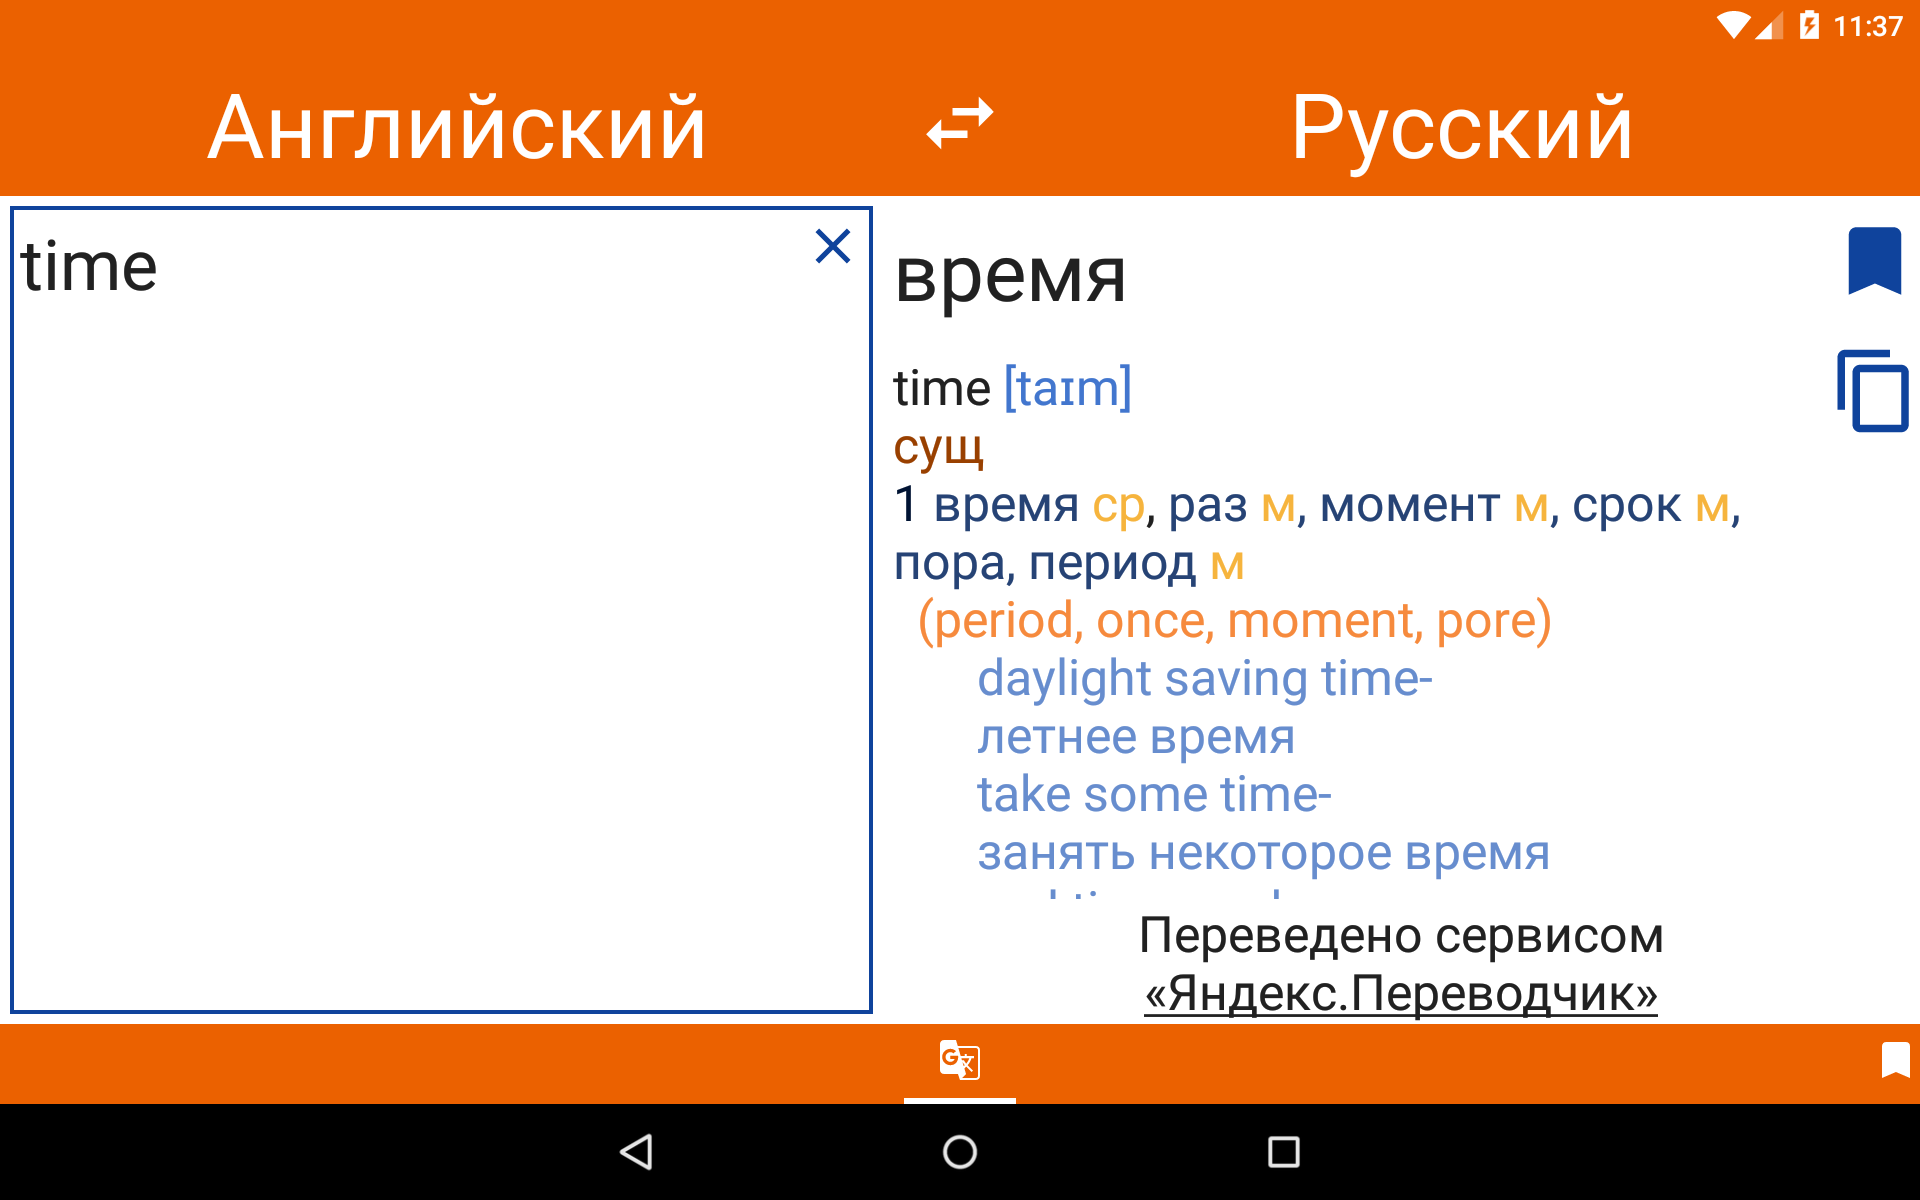 11:37
Английский
Русский
time
время
time [taɪm]
сущ
1 время ср, раз м, момент м, срок м,
пора, период м
(period, once, moment, pore)
daylight saving time-
летнее время
take some time-
занять некоторое время
Переведено сервисом
«Яндекс.Переводчик»